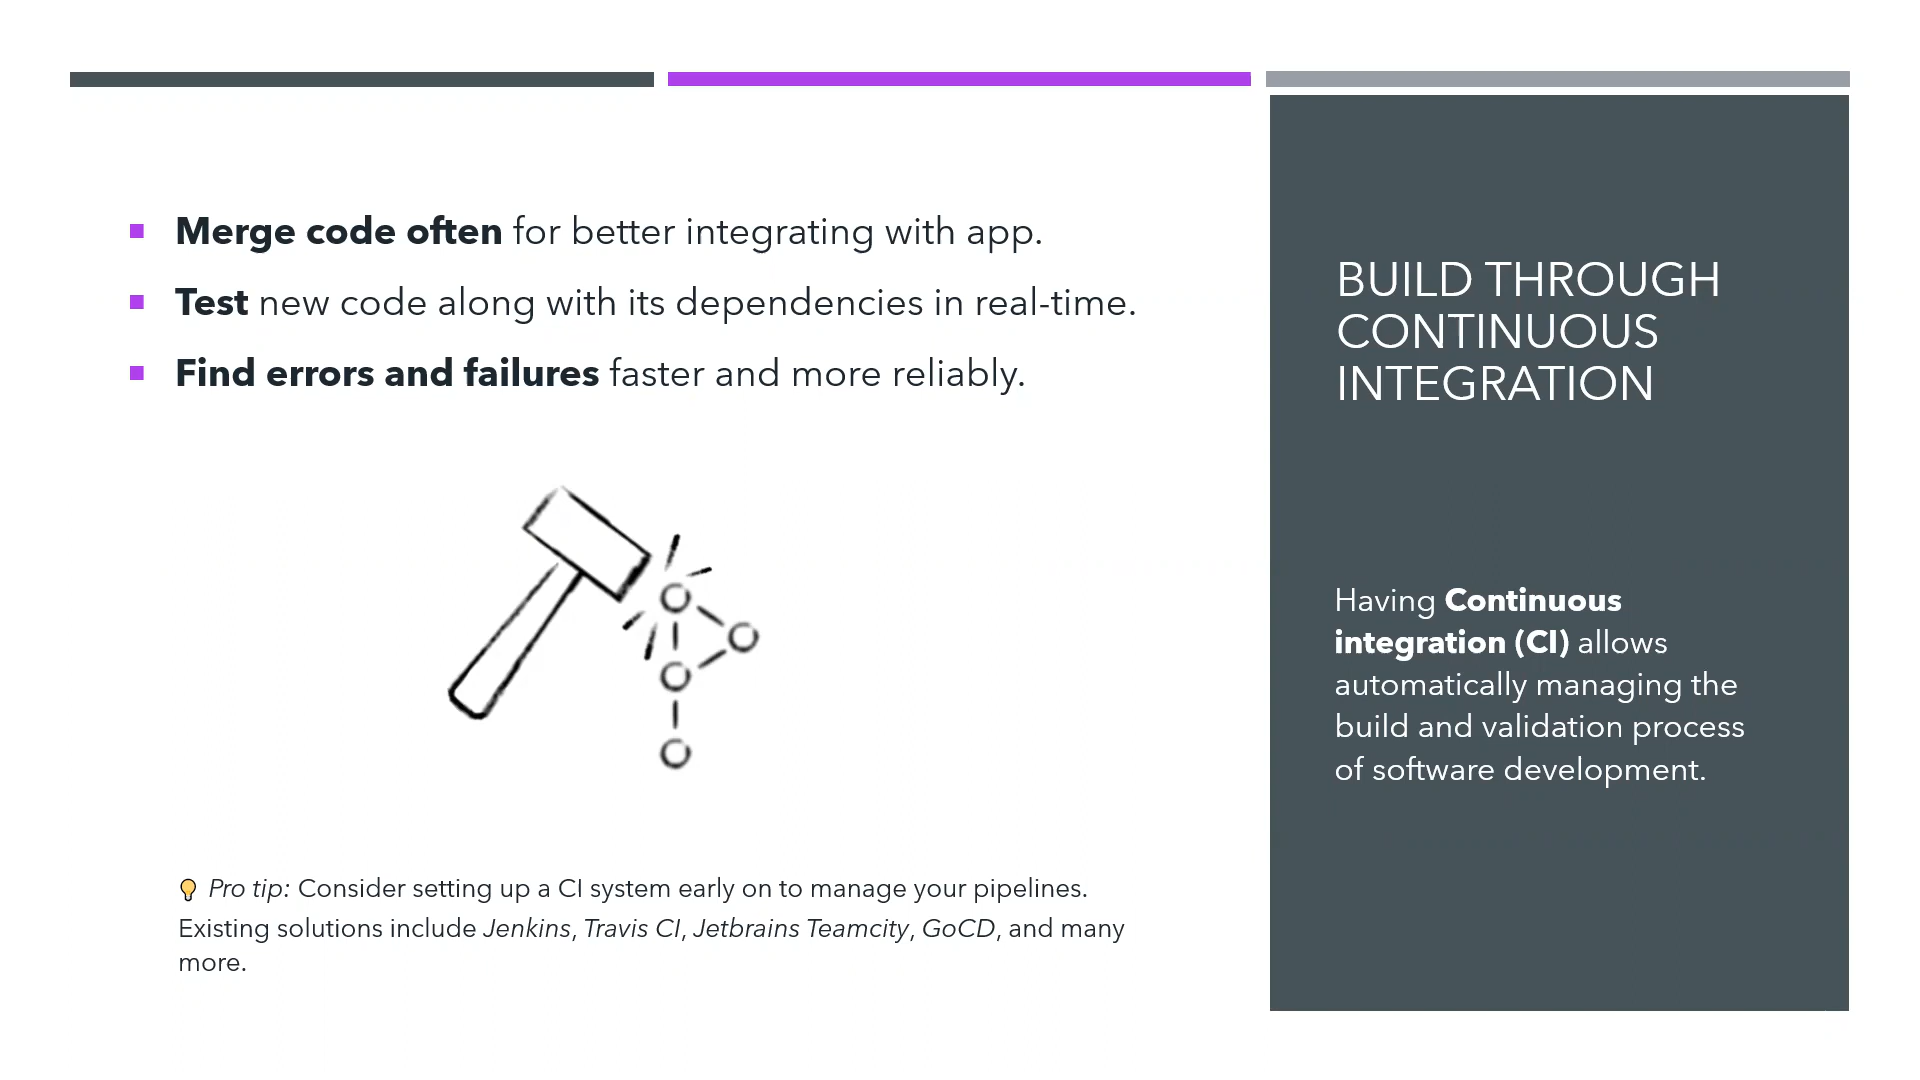 Merge code often for better integrating with app.
Test new code along with its dependencies in real-time.
Find errors and failures faster and more reliably.
Pro tip: Consider setting up a CI system early on to manage your pipelines.
Existing solutions include Jenkins, Travis CI, Jetbrains Teamcity, GoCD, and many
more.
BUILD THROUGH
CONTINUOUS
INTEGRATION
Having Continuous
integration (CI) allows
automatically managing the
build and validation process
of software development.